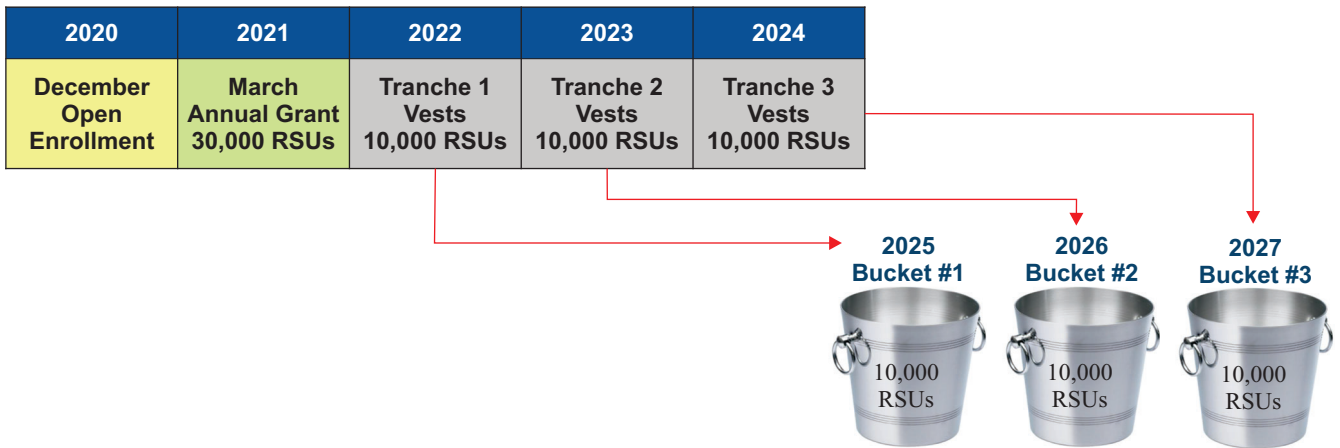 2020
2021
2022
2023
2024
December
Open
Enrollment
March
Annual Grant
30,000 RSUs
Tranche 1
Vests
10,000 RSUs
Tranche 2
Vests
10,000 RSUs
Tranche 3
Vests
10,000 RSUs
2025
Bucket #1
2026
Bucket #2
2027
Bucket #3
10,000
RSUs
10,000
RSUs
10,000
RSUs